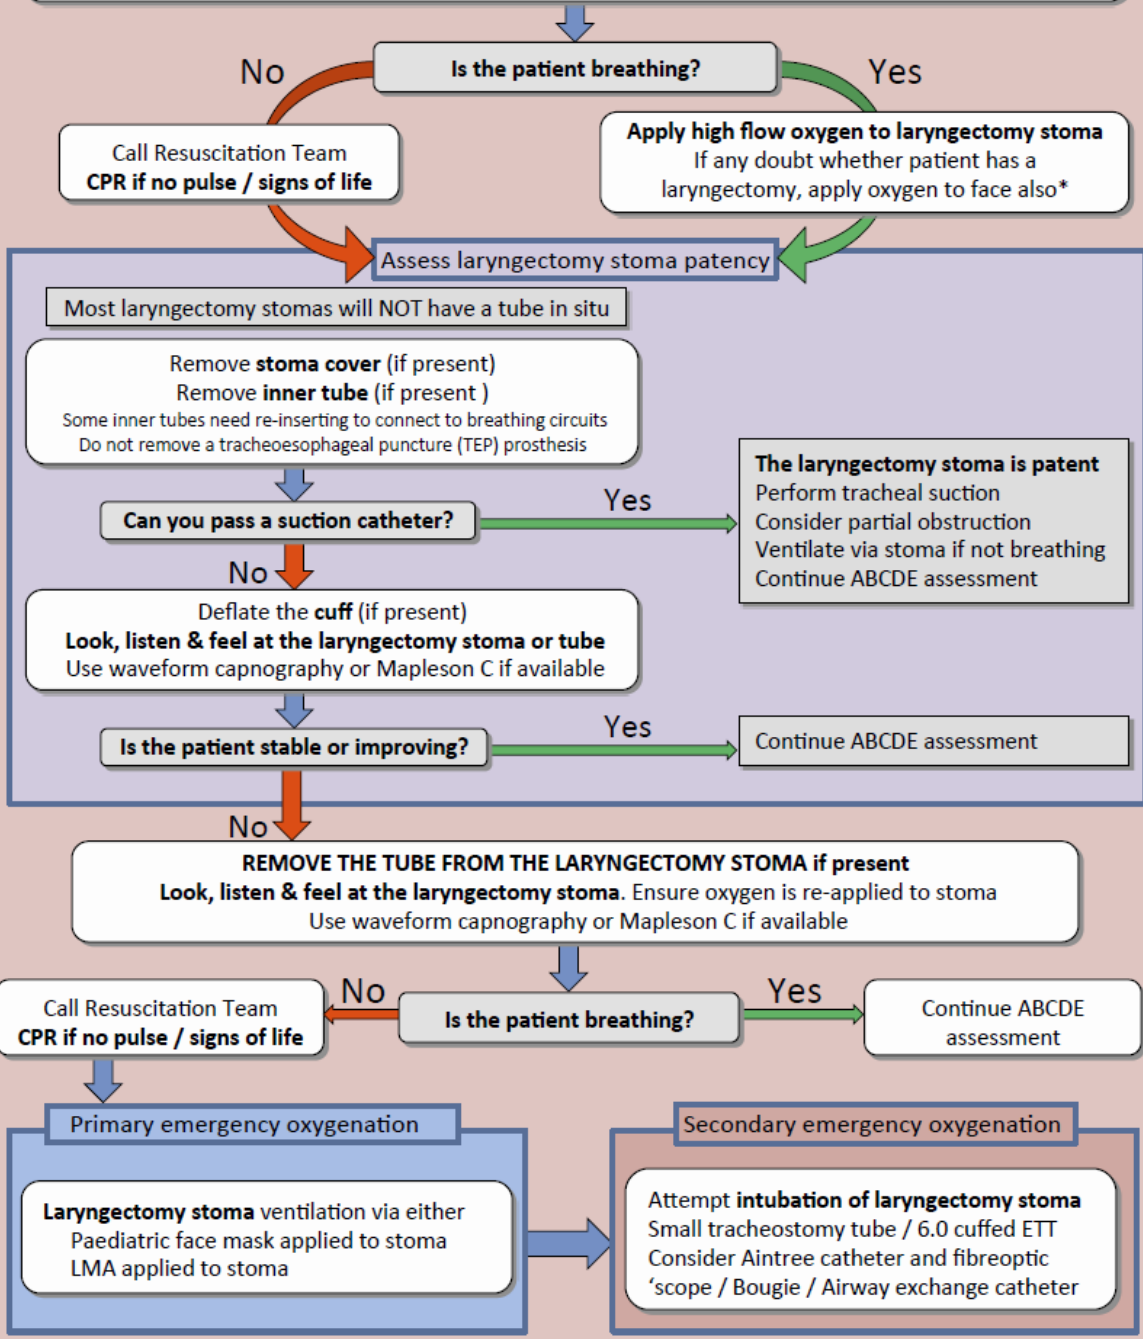 Is the patient breathing?
No
Yes
Call Resuscitation Team
CPR if no pulse / signs of life
Apply high flow oxygen to laryngectomy stoma
If any doubt whether patient has a
laryngectomy, apply oxygen to face also*
Assess laryngectomy stoma patency
Most laryngectomy stomas will NOT have a tube in situ
Remove stoma cover (if present)
Remove inner tube (if present )
Some inner tubes need re-inserting to connect to breathing circuits
Do not remove a tracheoesophageal puncture (TEP) prosthesis
Can you pass a suction catheter?
Yes
The laryngectomy stoma is patent
Perform tracheal suction
Consider partial obstruction
Ventilate via stoma if not breathing
Continue ABCDE assessment
No
Deflate the cuff (if present)
Look, listen & feel at the laryngectomy stoma or tube
Use waveform capnography or Mapleson C if available
Is the patient stable or improving?
Yes
Continue ABCDE assessment
No
REMOVE THE TUBE FROM THE LARYNGECTOMY STOMA if present
Look, listen & feel at the laryngectomy stoma. Ensure oxygen is re-applied to stoma
Use waveform capnography or Mapleson C if available
Is the patient breathing?
No
Yes
Call Resuscitation Team
CPR if no pulse / signs of life
Continue ABCDE
assessment
Primary emergency oxygenation
Laryngectomy stoma ventilation via either
Paediatric face mask applied to stoma
LMA applied to stoma
Secondary emergency oxygenation
Attempt intubation of laryngectomy stoma
Small tracheostomy tube / 6.0 cuffed ETT
Consider Aintree catheter and fibreoptic
‘scope / Bougie / Airway exchange catheter